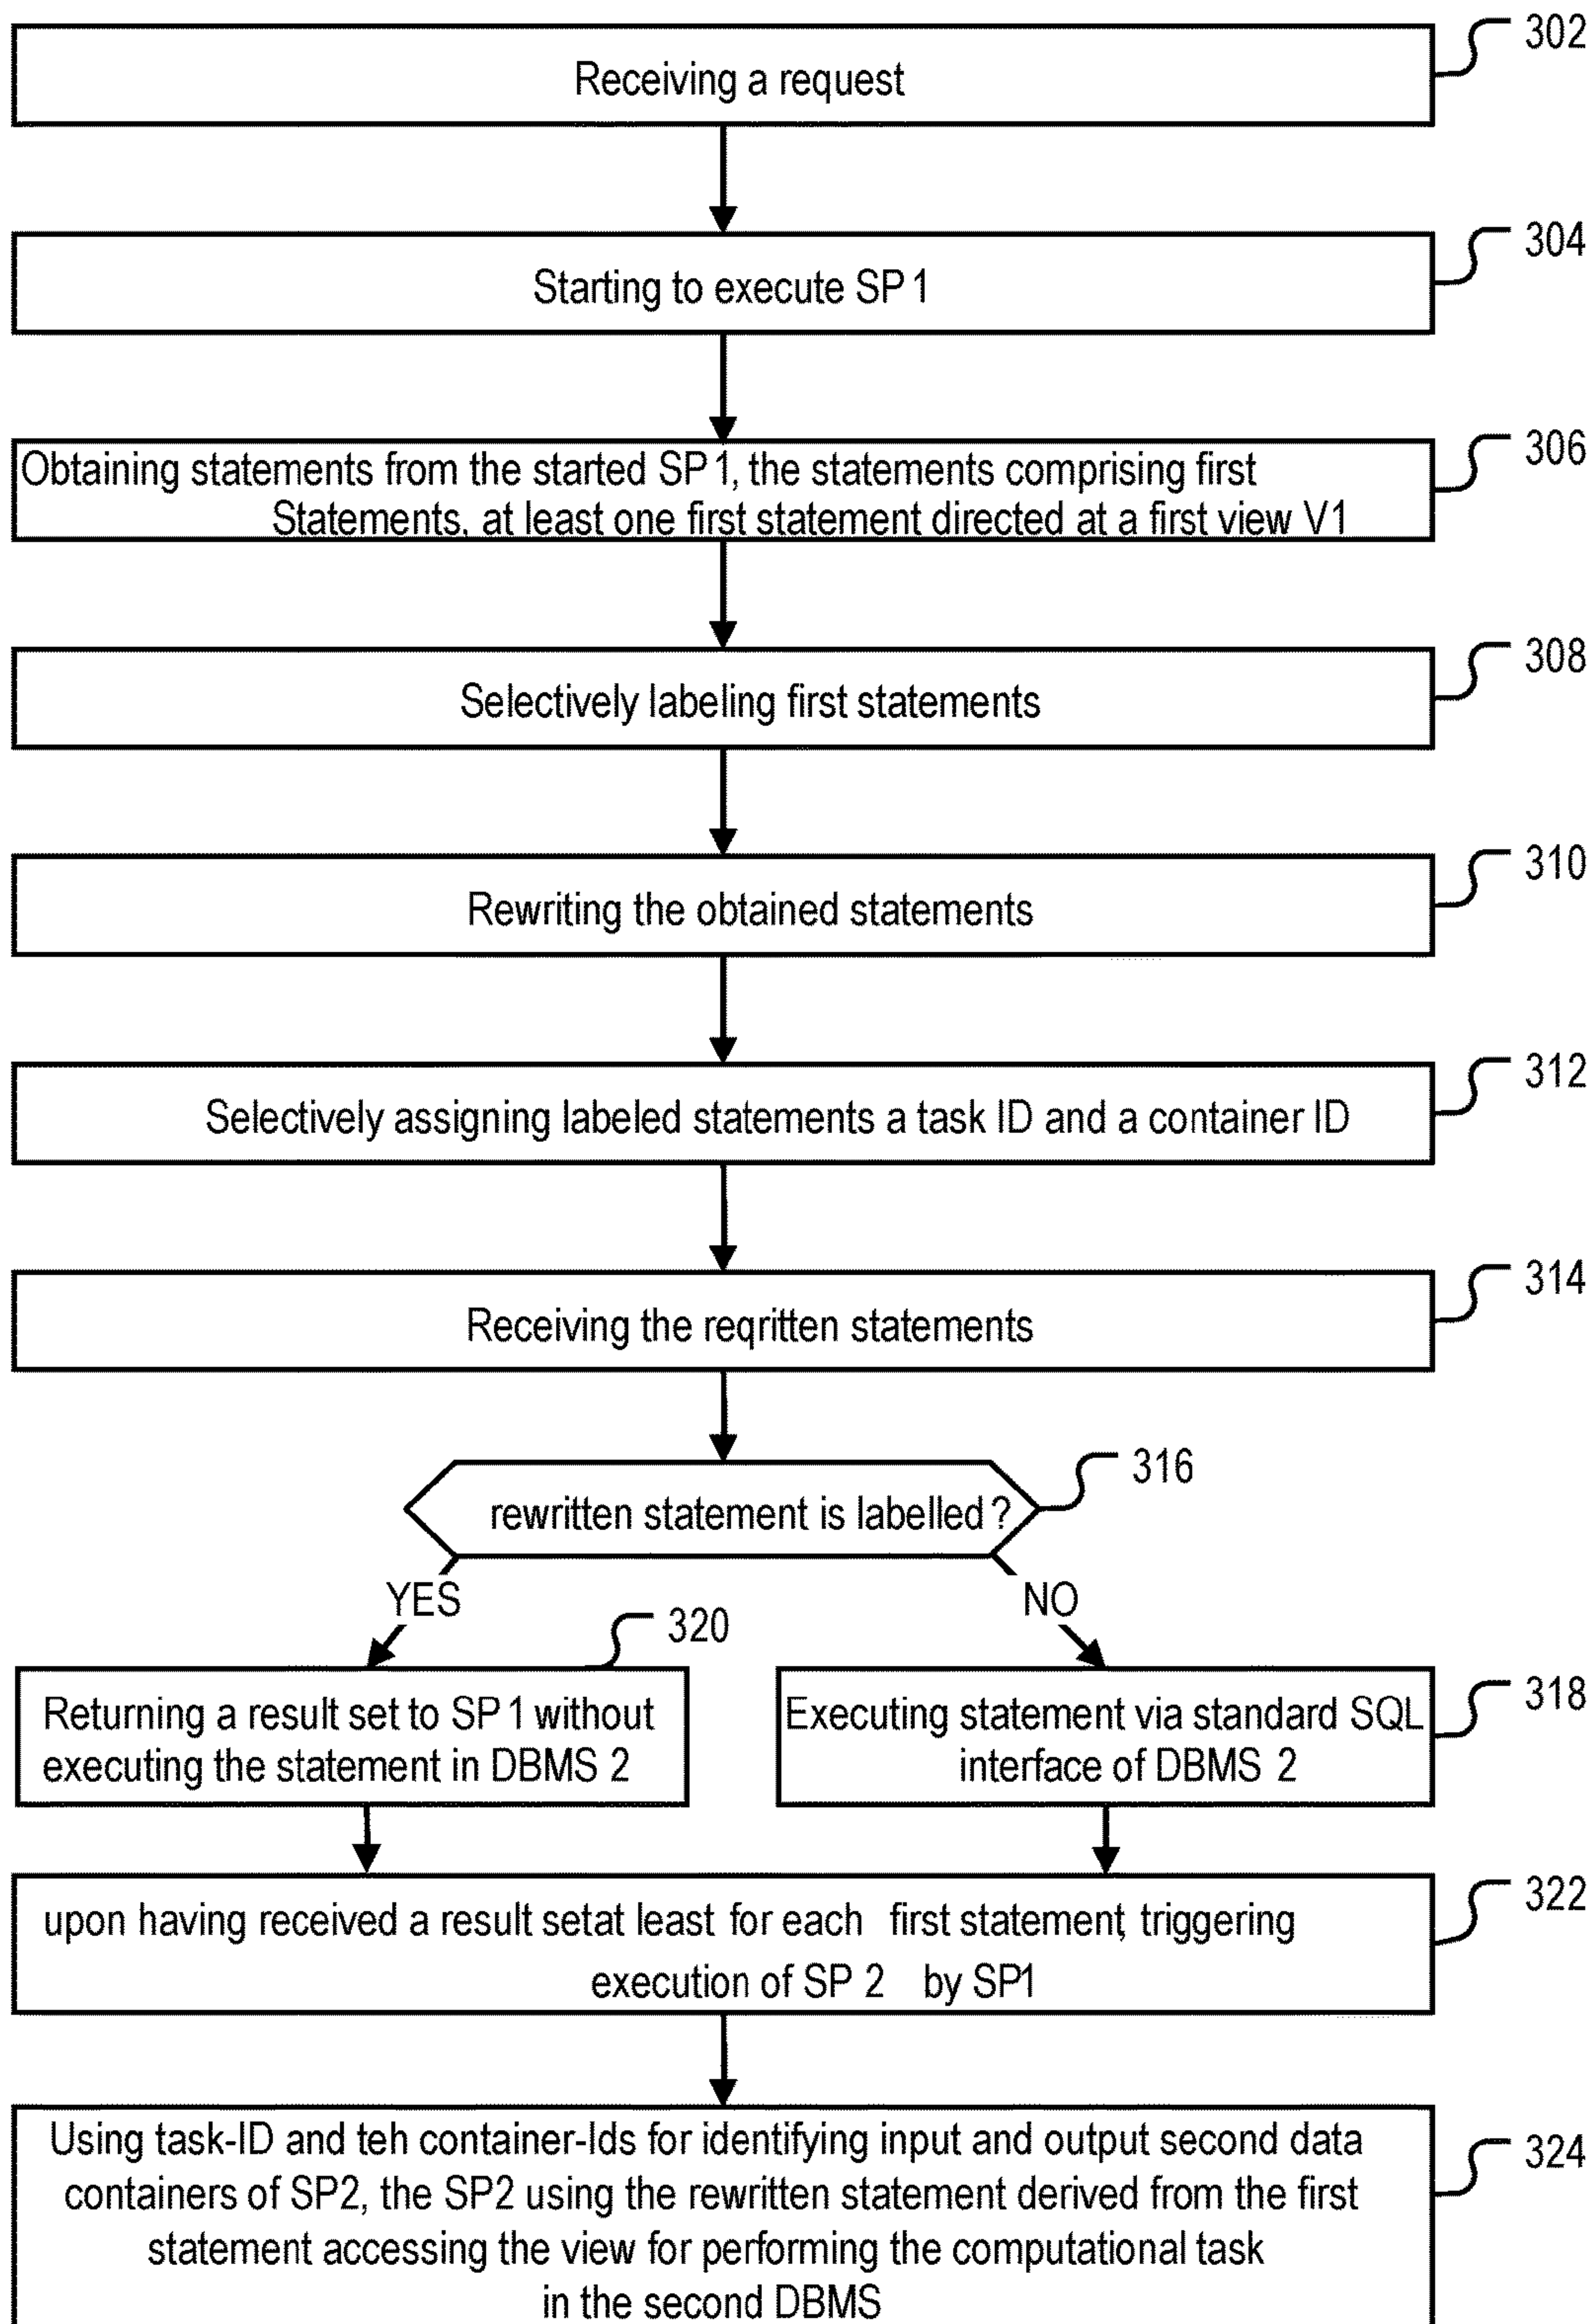 302
Receiving a request
304
Starting to execute SP1
306
Obtaining statements from the started SP1, the statements comprising first
Statements, at least one first statement directed at a first view V1
308
Selectively labeling first statements
310
Rewriting the obtained statements
312
Selectively assigning labeled statements a task ID and a container ID
314
Receiving the reqritten statements
316
rewritten statement is labelled?
YES
NO
320
Returning a result set to SP1 without
executing the statement in DBMS 2
318
Executing statement via standard SQL
interface of DBMS 2
322
upon having received a result setat least for each first statement, triggering
execution of SP 2 by SP1
324
Using task-ID and teh container-Ids for identifying input and output second data
containers of SP2, the SP2 using the rewritten statement derived from the first
statement accessing the view for performing the computational task
in the second DBMS